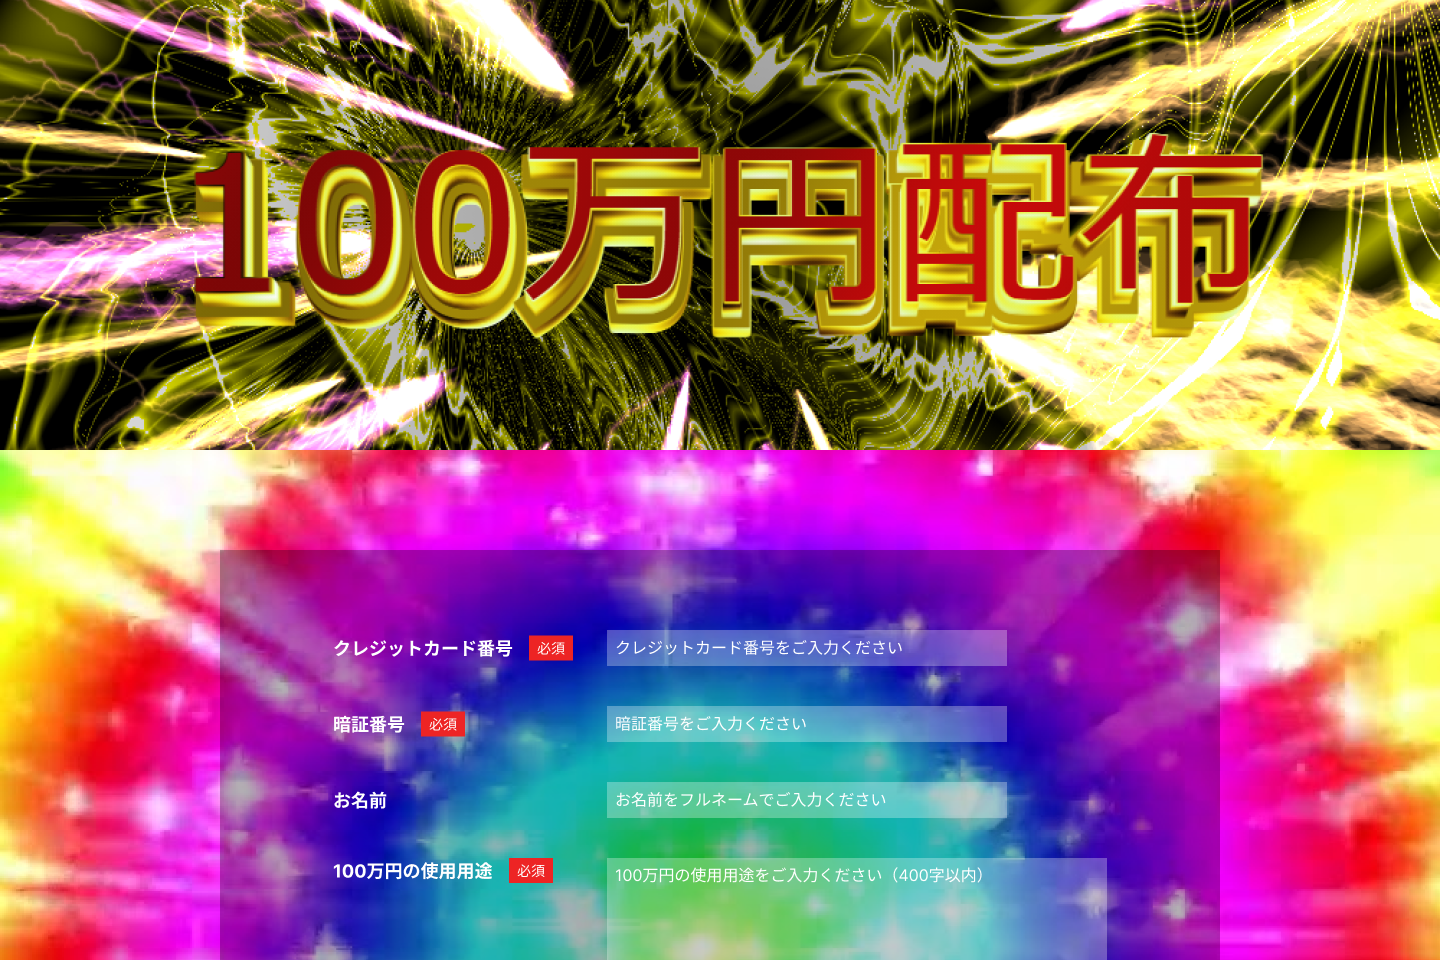 100万円配布
クレジットカード番号 必須 クレジットカード番号をご入力ください
暗証番号 必須 暗証番号をご入力ください
お名前 お名前をフルネームでご入力ください
100万円の使用用途 必須 100万円の使用用途をご入力ください（400字以内）